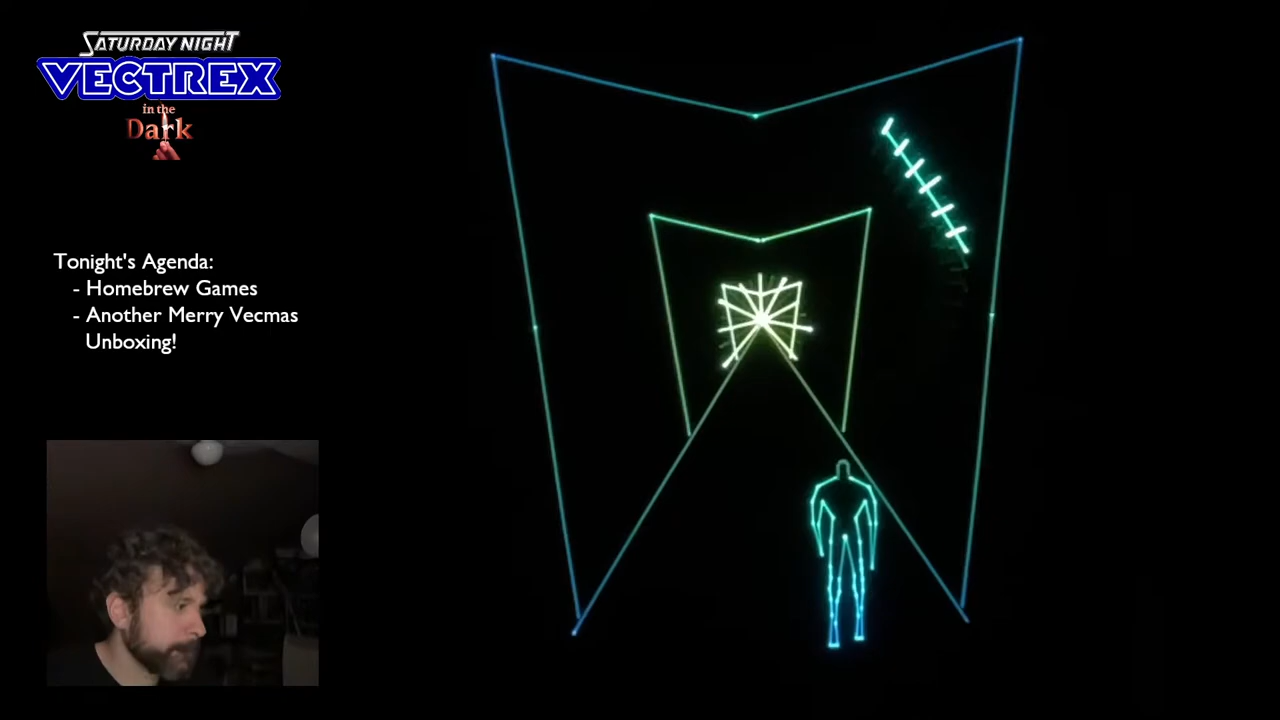 SATURDAY NIGHT
VECTREX
in the
Dark
Tonight's Agenda:
- Homebrew Games
- Another Merry Vecmas
Unboxing!